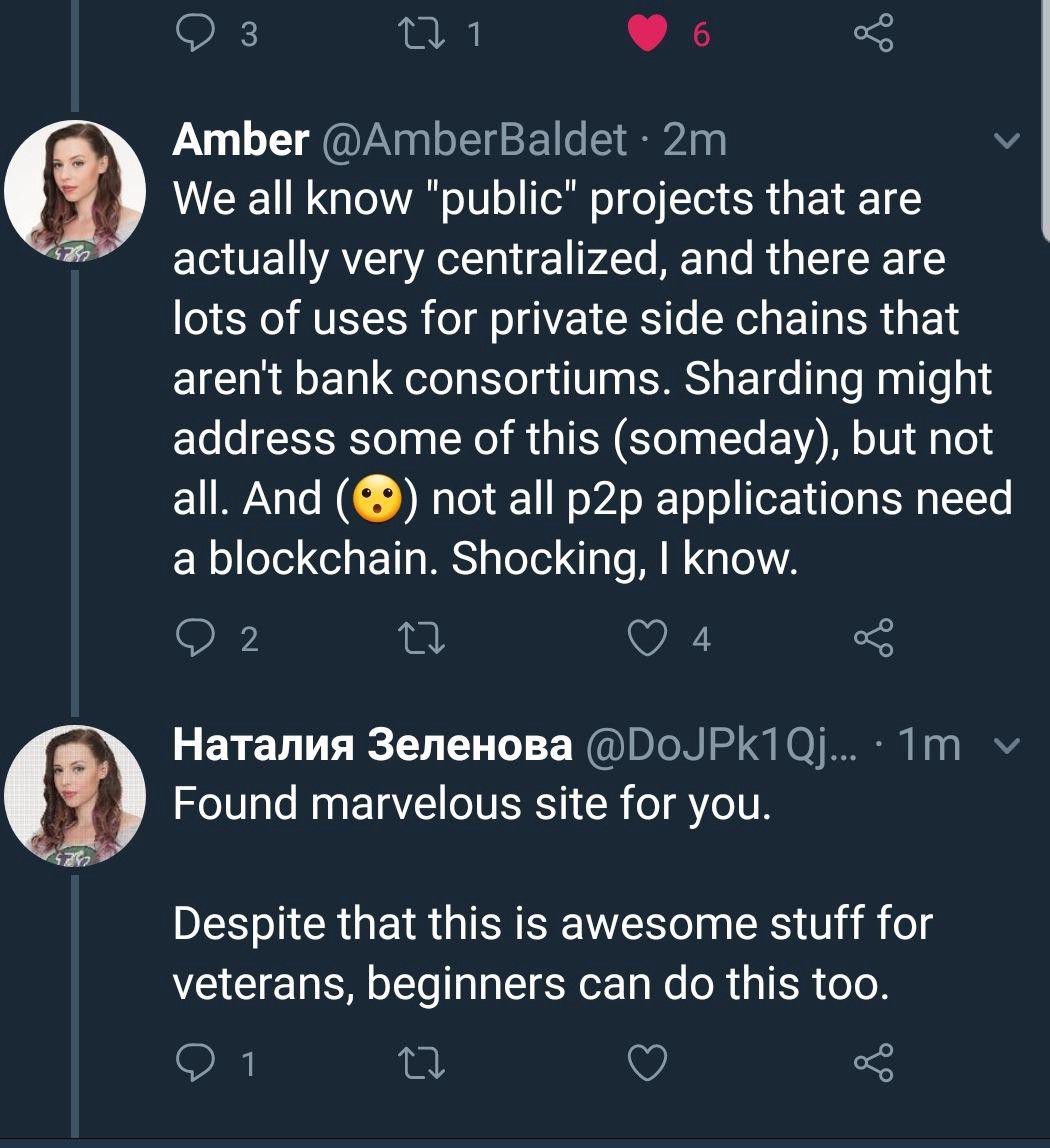 3 1 6
Amber @AmberBaldet · 2m
We all know "public" projects that are
actually very centralized, and there are
lots of uses for private side chains that
aren't bank consortiums. Sharding might
address some of this (someday), but not
all. And (😮) not all p2p applications need
a blockchain. Shocking, I know.
2 4
Наталия Зеленова @DoJPk1Qj... · 1m
Found marvelous site for you.
Despite that this is awesome stuff for
veterans, beginners can do this too.
1